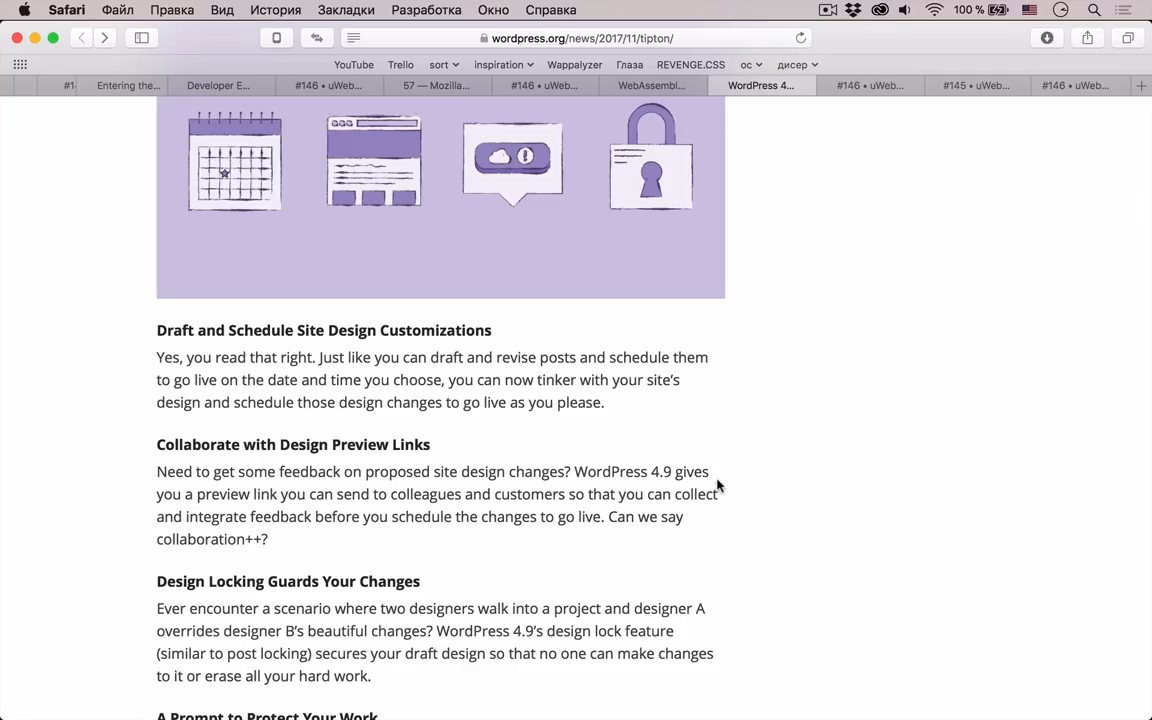 Safari Файл Правка Вид История Закладки Разработка Окно Справка 100 %
wordpress.org/news/2017/11/tipton/
YouTube Trello sort inspiration Wappalyzer Глаза REVENGE.CSS ос дисер
#1 Entering the... Developer E... #146 • uWeb... 57 — Mozilla... #146 • uWeb... WebAssembl... WordPress 4... #146 • uWeb... #145 • uWeb... #146 • uWeb...
Draft and Schedule Site Design Customizations
Yes, you read that right. Just like you can draft and revise posts and schedule them
to go live on the date and time you choose, you can now tinker with your site’s
design and schedule those design changes to go live as you please.
Collaborate with Design Preview Links
Need to get some feedback on proposed site design changes? WordPress 4.9 gives
you a preview link you can send to colleagues and customers so that you can collect
and integrate feedback before you schedule the changes to go live. Can we say
collaboration++?
Design Locking Guards Your Changes
Ever encounter a scenario where two designers walk into a project and designer A
overrides designer B’s beautiful changes? WordPress 4.9’s design lock feature
(similar to post locking) secures your draft design so that no one can make changes
to it or erase all your hard work.
A Prompt to Protect Your Work